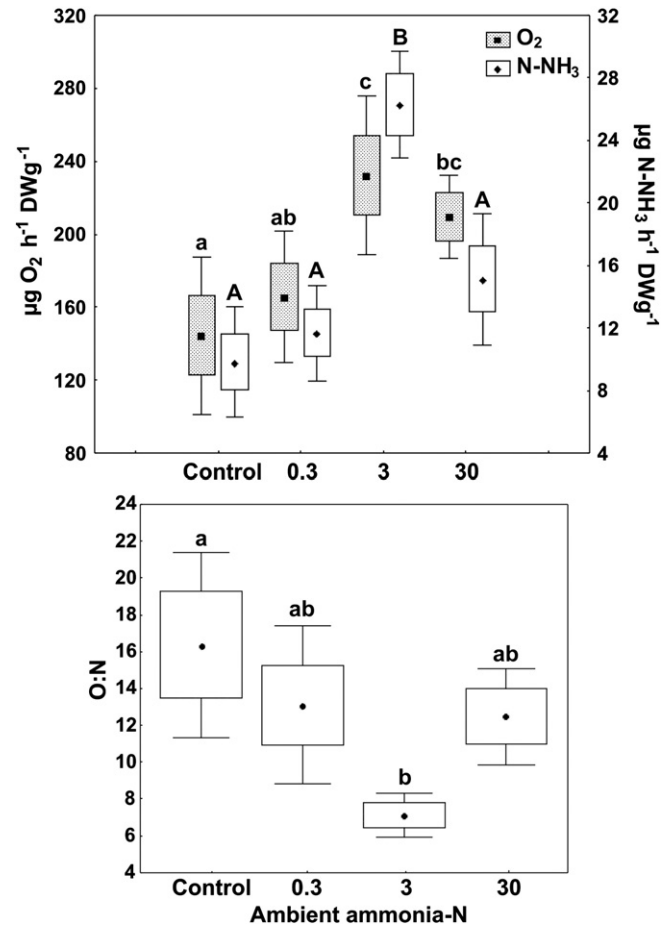 320
280
240
200
160
120
80
µg O₂ h⁻¹ DWg⁻¹
32
28
24
20
16
12
8
4
µg N-NH₃ h⁻¹ DWg⁻¹
O₂
N-NH₃
a
A
ab
A
c
B
bc
A
Control 0.3 3 30
24
22
20
18
16
14
12
10
8
6
4
O:N
a
ab
b
ab
Control 0.3 3 30
Ambient ammonia-N